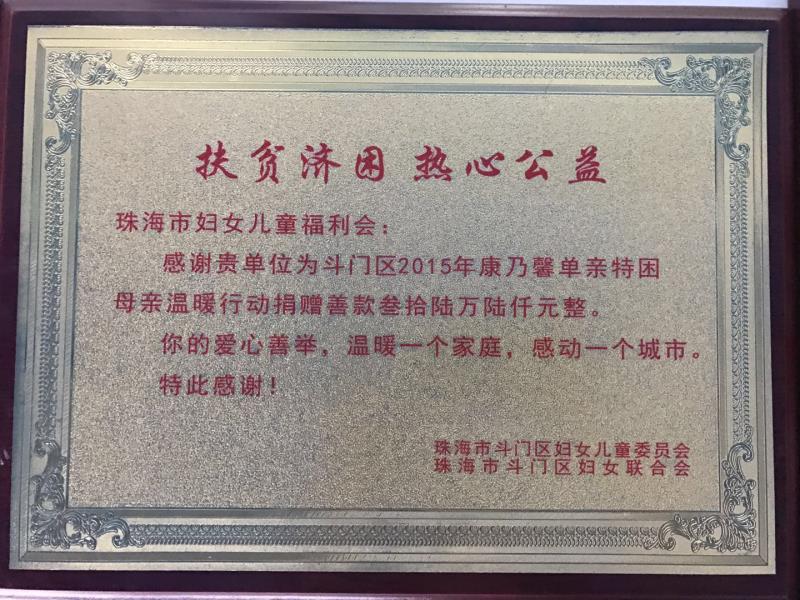 扶贫济困 热心公益
珠海市妇女儿童福利会：
感谢贵单位为斗门区2015年康乃馨单亲特困
母亲温暖行动捐赠善款叁拾陆万陆仟元整。
你的爱心善举，温暖一个家庭，感动一个城市。
特此感谢！
珠海市斗门区妇女儿童委员会
珠海市斗门区妇女联合会